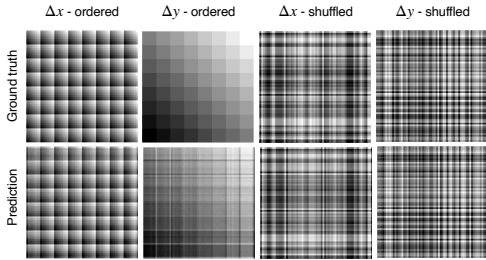 Δx - ordered Δy - ordered Δx - shuffled Δy - shuffled
Ground truth
Prediction